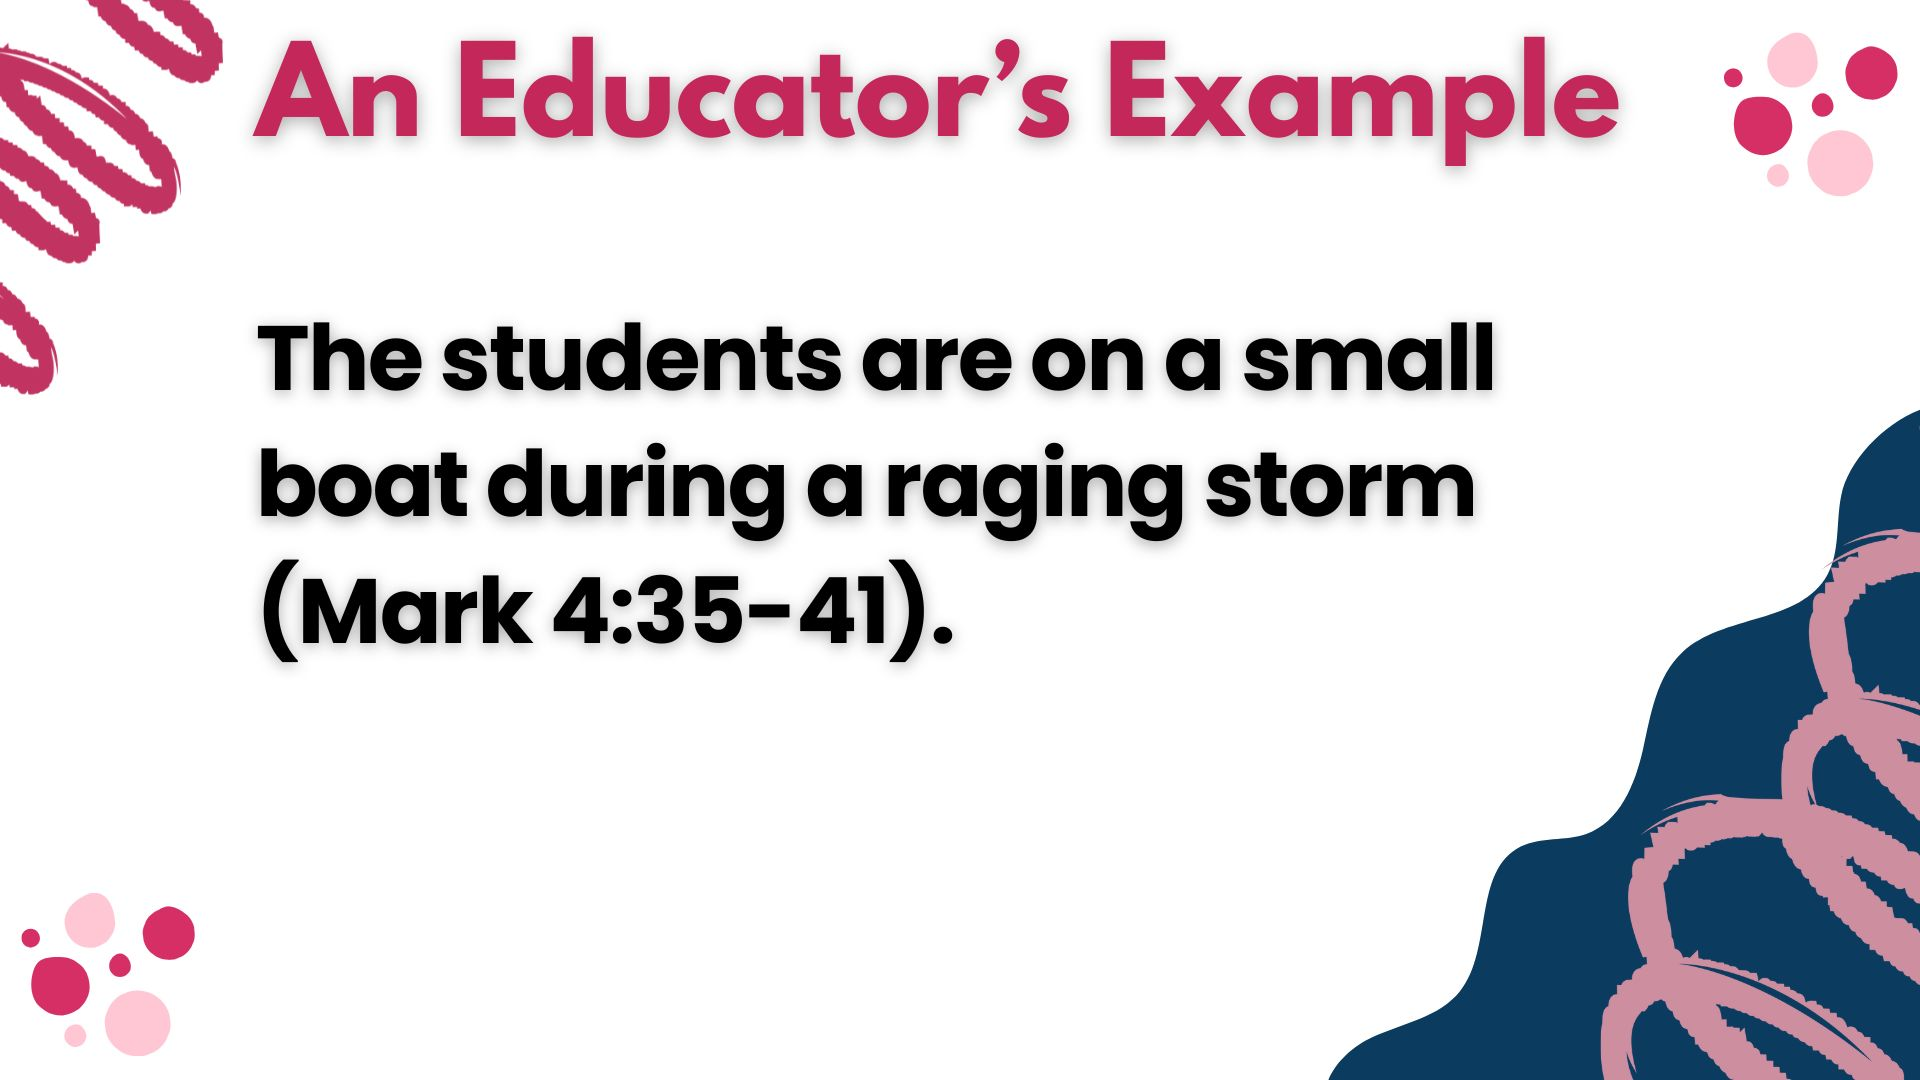 An Educator’s Example
The students are on a small
boat during a raging storm
(Mark 4:35–41).